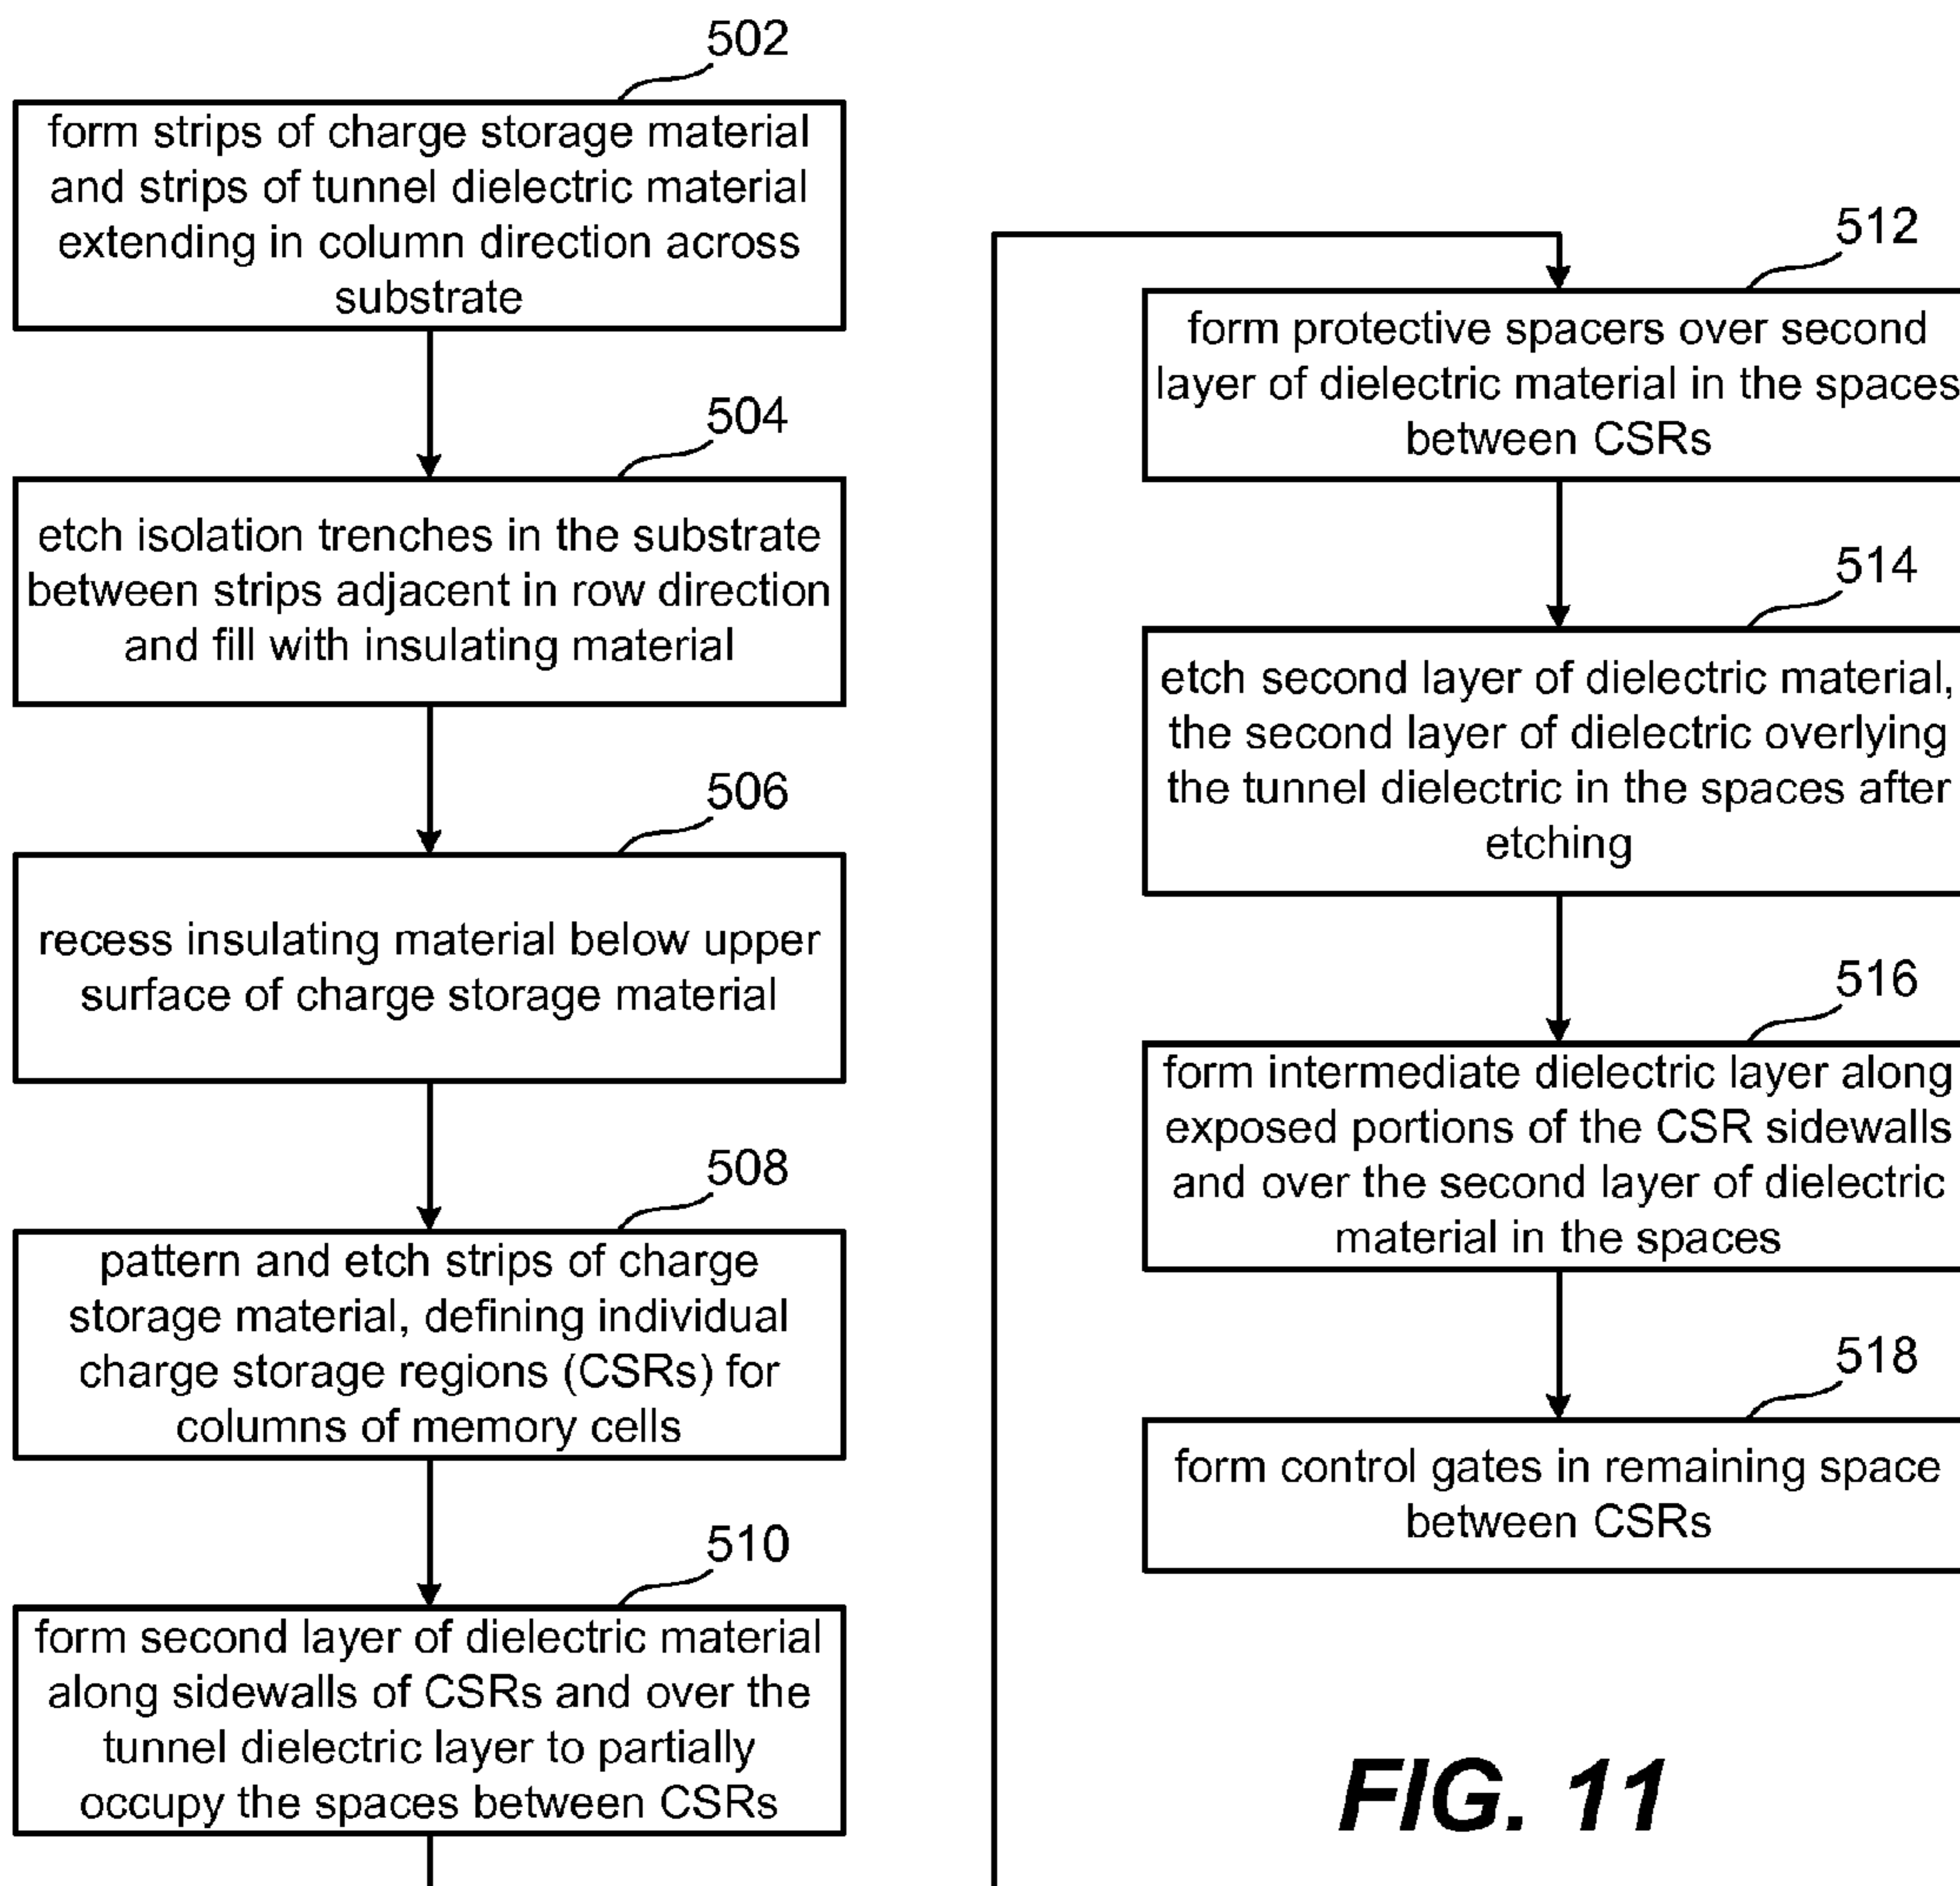 502
form strips of charge storage material
and strips of tunnel dielectric material
extending in column direction across
substrate
504
etch isolation trenches in the substrate
between strips adjacent in row direction
and fill with insulating material
506
recess insulating material below upper
surface of charge storage material
508
pattern and etch strips of charge
storage material, defining individual
charge storage regions (CSRs) for
columns of memory cells
510
form second layer of dielectric material
along sidewalls of CSRs and over the
tunnel dielectric layer to partially
occupy the spaces between CSRs
512
form protective spacers over second
layer of dielectric material in the spaces
between CSRs
514
etch second layer of dielectric material,
the second layer of dielectric overlying
the tunnel dielectric in the spaces after
etching
516
form intermediate dielectric layer along
exposed portions of the CSR sidewalls
and over the second layer of dielectric
material in the spaces
518
form control gates in remaining space
between CSRs
FIG. 11